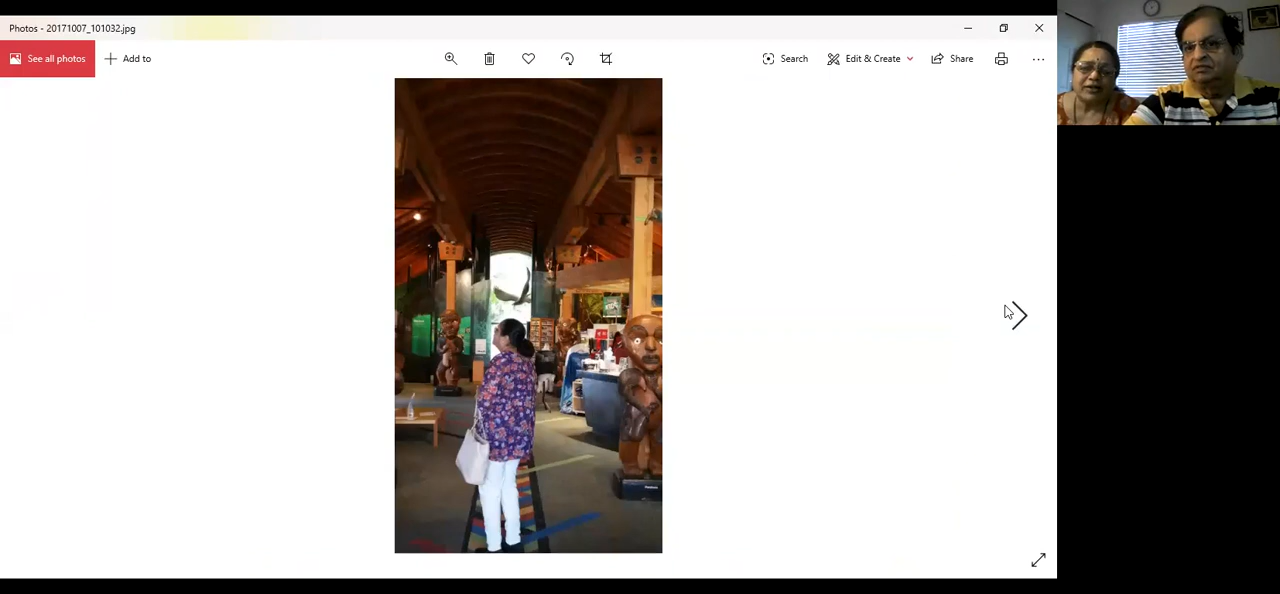 Photos - 20171007_101032.jpg
See all photos
Add to
Search
Edit & Create
Share